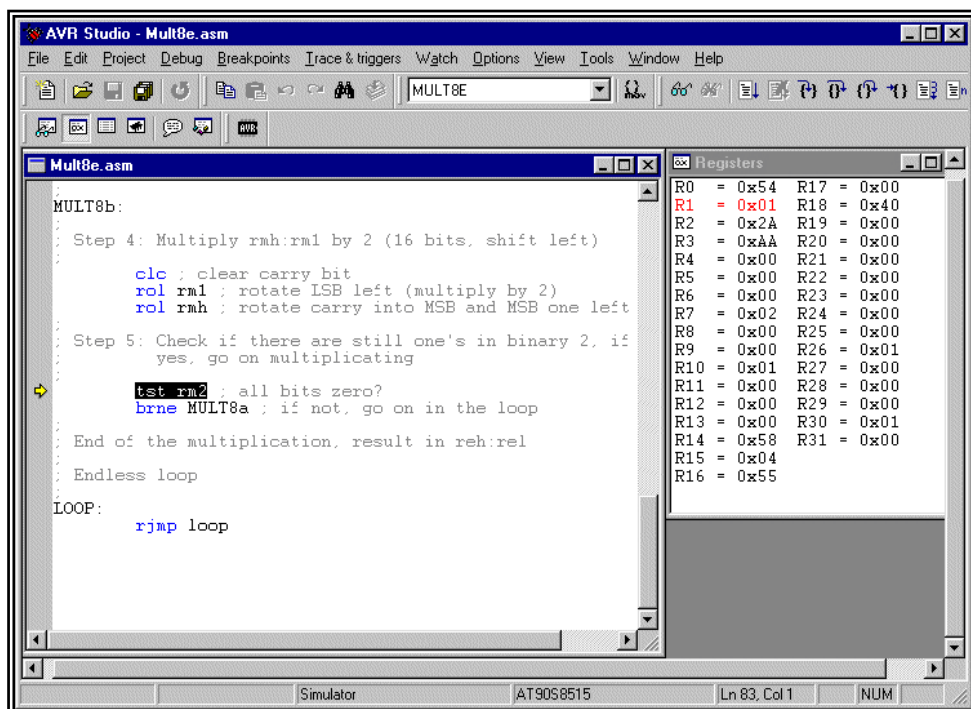 AVR Studio - Mult8e.asm
File Edit Project Debug Breakpoints Trace & triggers Watch Options View Tools Window Help
MULT8E
AVR
Mult8e.asm
;
MULT8b:
;
; Step 4: Multiply rmh:rm1 by 2 (16 bits, shift left)
;
clc ; clear carry bit
rol rm1 ; rotate LSB left (multiply by 2)
rol rmh ; rotate carry into MSB and MSB one left
;
; Step 5: Check if there are still one's in binary 2, if
; yes, go on multiplicating
;
tst rm2 ; all bits zero?
brne MULT8a ; if not, go on in the loop
;
; End of the multiplication, result in reh:rel
;
; Endless loop
;
LOOP:
rjmp loop
Registers
R0 = 0x54 R17 = 0x00
R1 = 0x01 R18 = 0x40
R2 = 0x2A R19 = 0x00
R3 = 0xAA R20 = 0x00
R4 = 0x00 R21 = 0x00
R5 = 0x00 R22 = 0x00
R6 = 0x00 R23 = 0x00
R7 = 0x02 R24 = 0x00
R8 = 0x00 R25 = 0x00
R9 = 0x00 R26 = 0x01
R10 = 0x01 R27 = 0x00
R11 = 0x00 R28 = 0x00
R12 = 0x00 R29 = 0x00
R13 = 0x00 R30 = 0x01
R14 = 0x58 R31 = 0x00
R15 = 0x04
R16 = 0x55
Simulator AT90S8515 Ln 83, Col 1 NUM